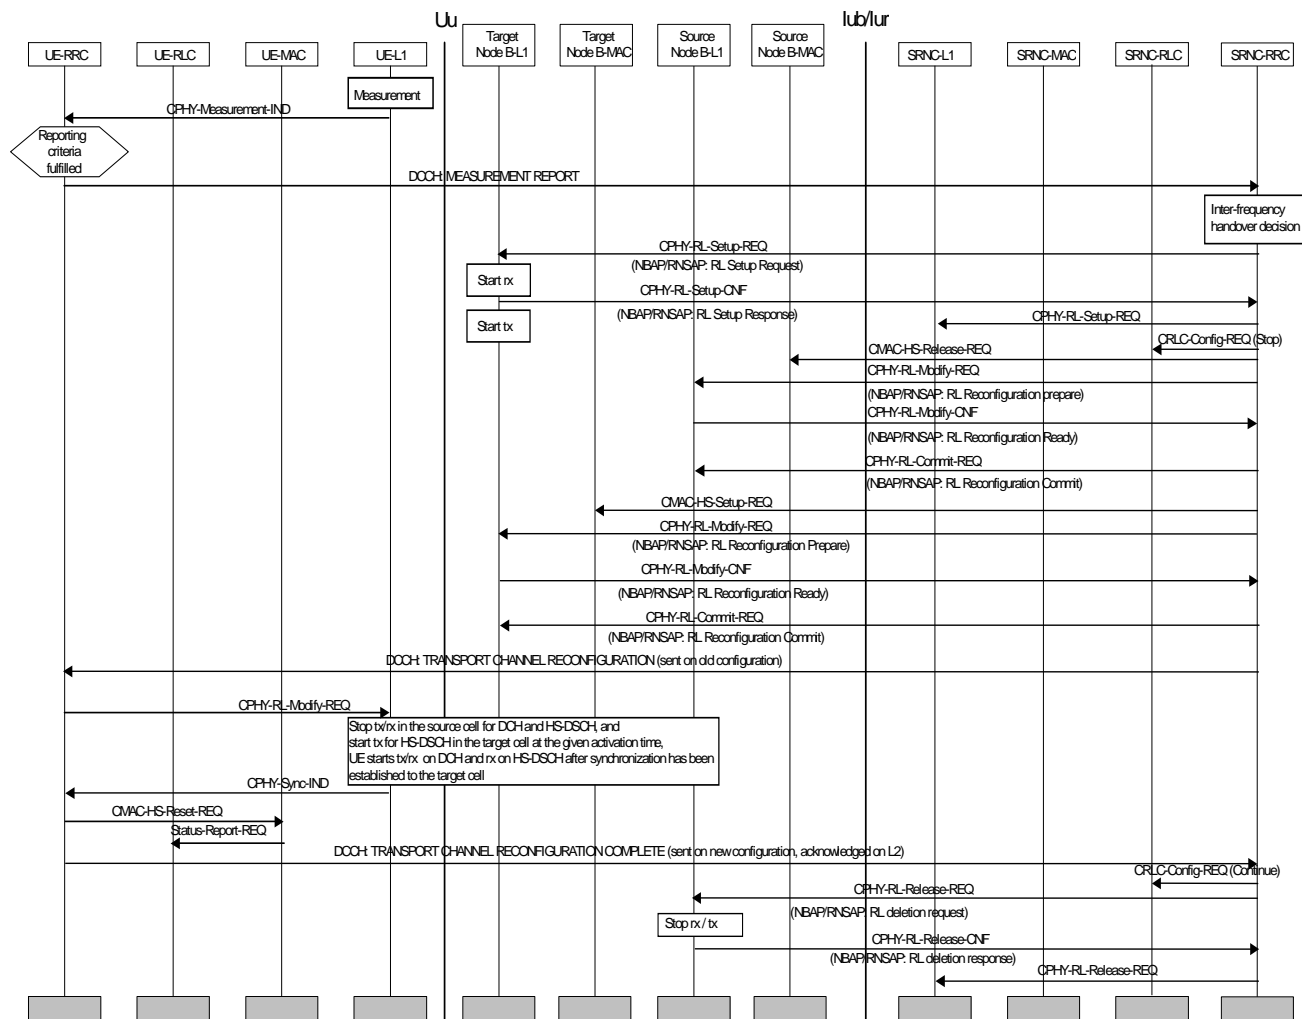 Uu
Iub/Iur
UE-RRC
UE-RLC
UE-MAC
UE-L1
Target
Node B-L1
Target
Node B-MAC
Source
Node B-L1
Source
Node B-MAC
SRNC-L1
SRNC-MAC
SRNC-RLC
SRNC-RRC
Measurement
CPHY-Measurement-IND
Reporting
criteria
fulfilled
DCCH: MEASUREMENT REPORT
Inter-frequency
handover decision
CPHY-RL-Setup-REQ
(NBAP/RNSAP: RL Setup Request)
Start rx
CPHY-RL-Setup-CNF
(NBAP/RNSAP: RL Setup Response)
Start tx
CPHY-RL-Setup-REQ
CRLC-Config-REQ (Stop)
CMAC-HS-Release-REQ
CPHY-RL-Modify-REQ
(NBAP/RNSAP: RL Reconfiguration prepare)
CPHY-RL-Modify-CNF
(NBAP/RNSAP: RL Reconfiguration Ready)
CPHY-RL-Commit-REQ
(NBAP/RNSAP: RL Reconfiguration Commit)
CMAC-HS-Setup-REQ
CPHY-RL-Modify-REQ
(NBAP/RNSAP: RL Reconfiguration Prepare)
CPHY-RL-Modify-CNF
(NBAP/RNSAP: RL Reconfiguration Ready)
CPHY-RL-Commit-REQ
(NBAP/RNSAP: RL Reconfiguration Commit)
DCCH: TRANSPORT CHANNEL RECONFIGURATION (sent on old configuration)
CPHY-RL-Modify-REQ
Stop tx/rx in the source cell for DCH and HS-DSCH, and
start tx for HS-DSCH in the target cell at the given activation time,
UE starts tx/rx on DCH and rx on HS-DSCH after synchronization has been
established to the target cell
CPHY-Sync-IND
CMAC-HS-Reset-REQ
Status-Report-REQ
DCCH: TRANSPORT CHANNEL RECONFIGURATION COMPLETE (sent on new configuration, acknowledged on L2)
CRLC-Config-REQ (Continue)
CPHY-RL-Release-REQ
(NBAP/RNSAP: RL deletion request)
Stop rx / tx
CPHY-RL-Release-CNF
(NBAP/RNSAP: RL deletion response)
CPHY-RL-Release-REQ